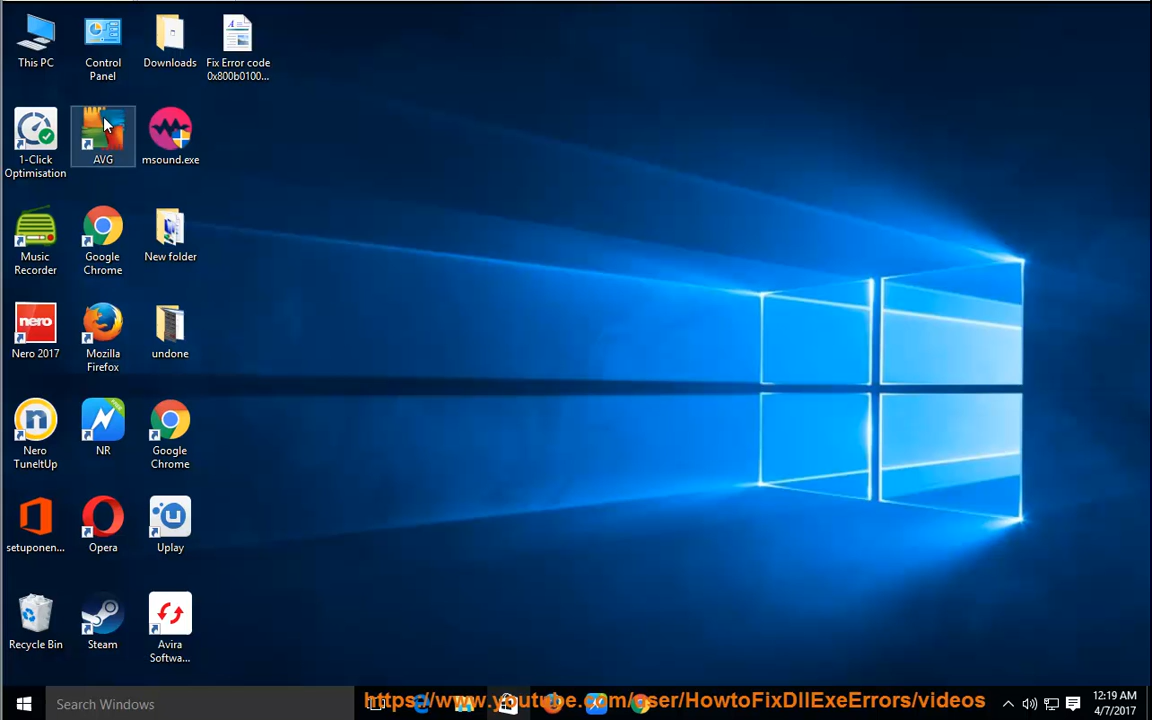 This PC
Control
Panel
Downloads
Fix Error code
0x800b0100...
1-Click
Optimisation
AVG
msound.exe
Music
Recorder
Google
Chrome
New folder
nero
Nero 2017
Mozilla
Firefox
undone
Nero
TuneItUp
NR
Google
Chrome
setuponen...
Opera
Uplay
Recycle Bin
Steam
Avira
Softwa...
Search Windows
https://www.youtube.com/user/HowtoFixDllExeErrors/videos
12:19 AM
4/7/2017